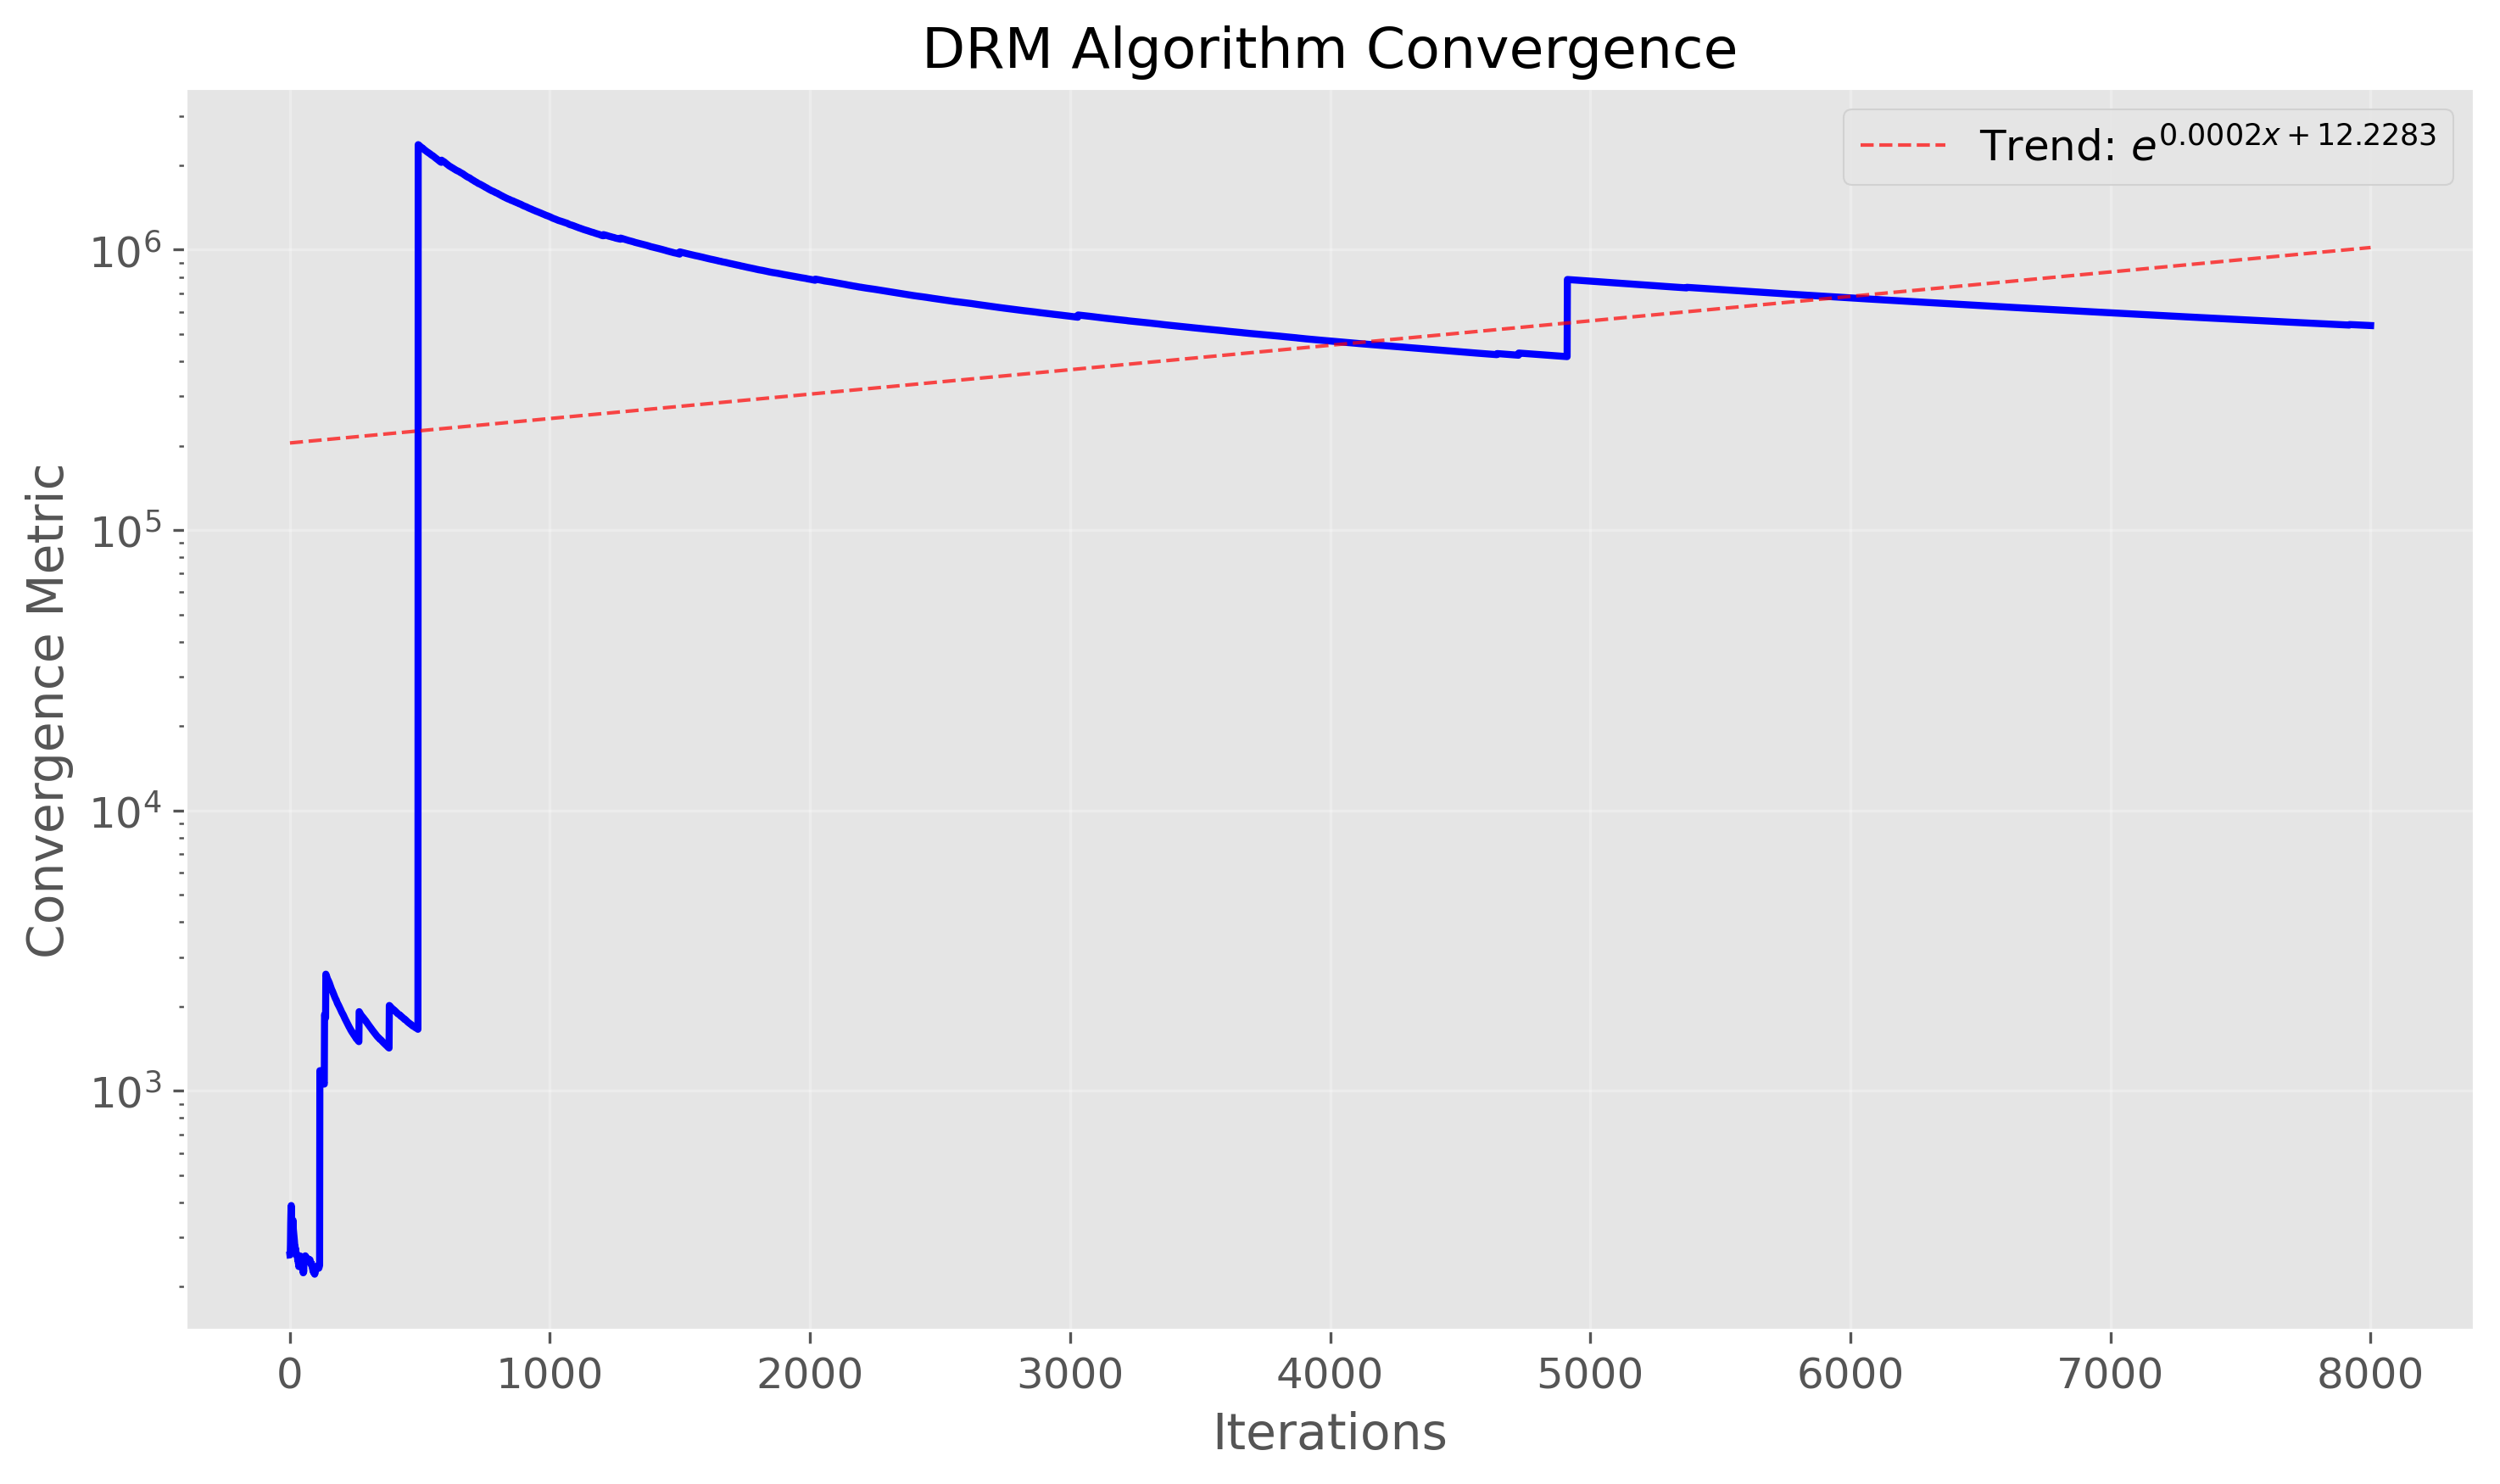 DRM Algorithm Convergence
Trend: e^0.0002x + 12.2283
Convergence Metric
10^6
10^5
10^4
10^3
0 1000 2000 3000 4000 5000 6000 7000 8000
Iterations